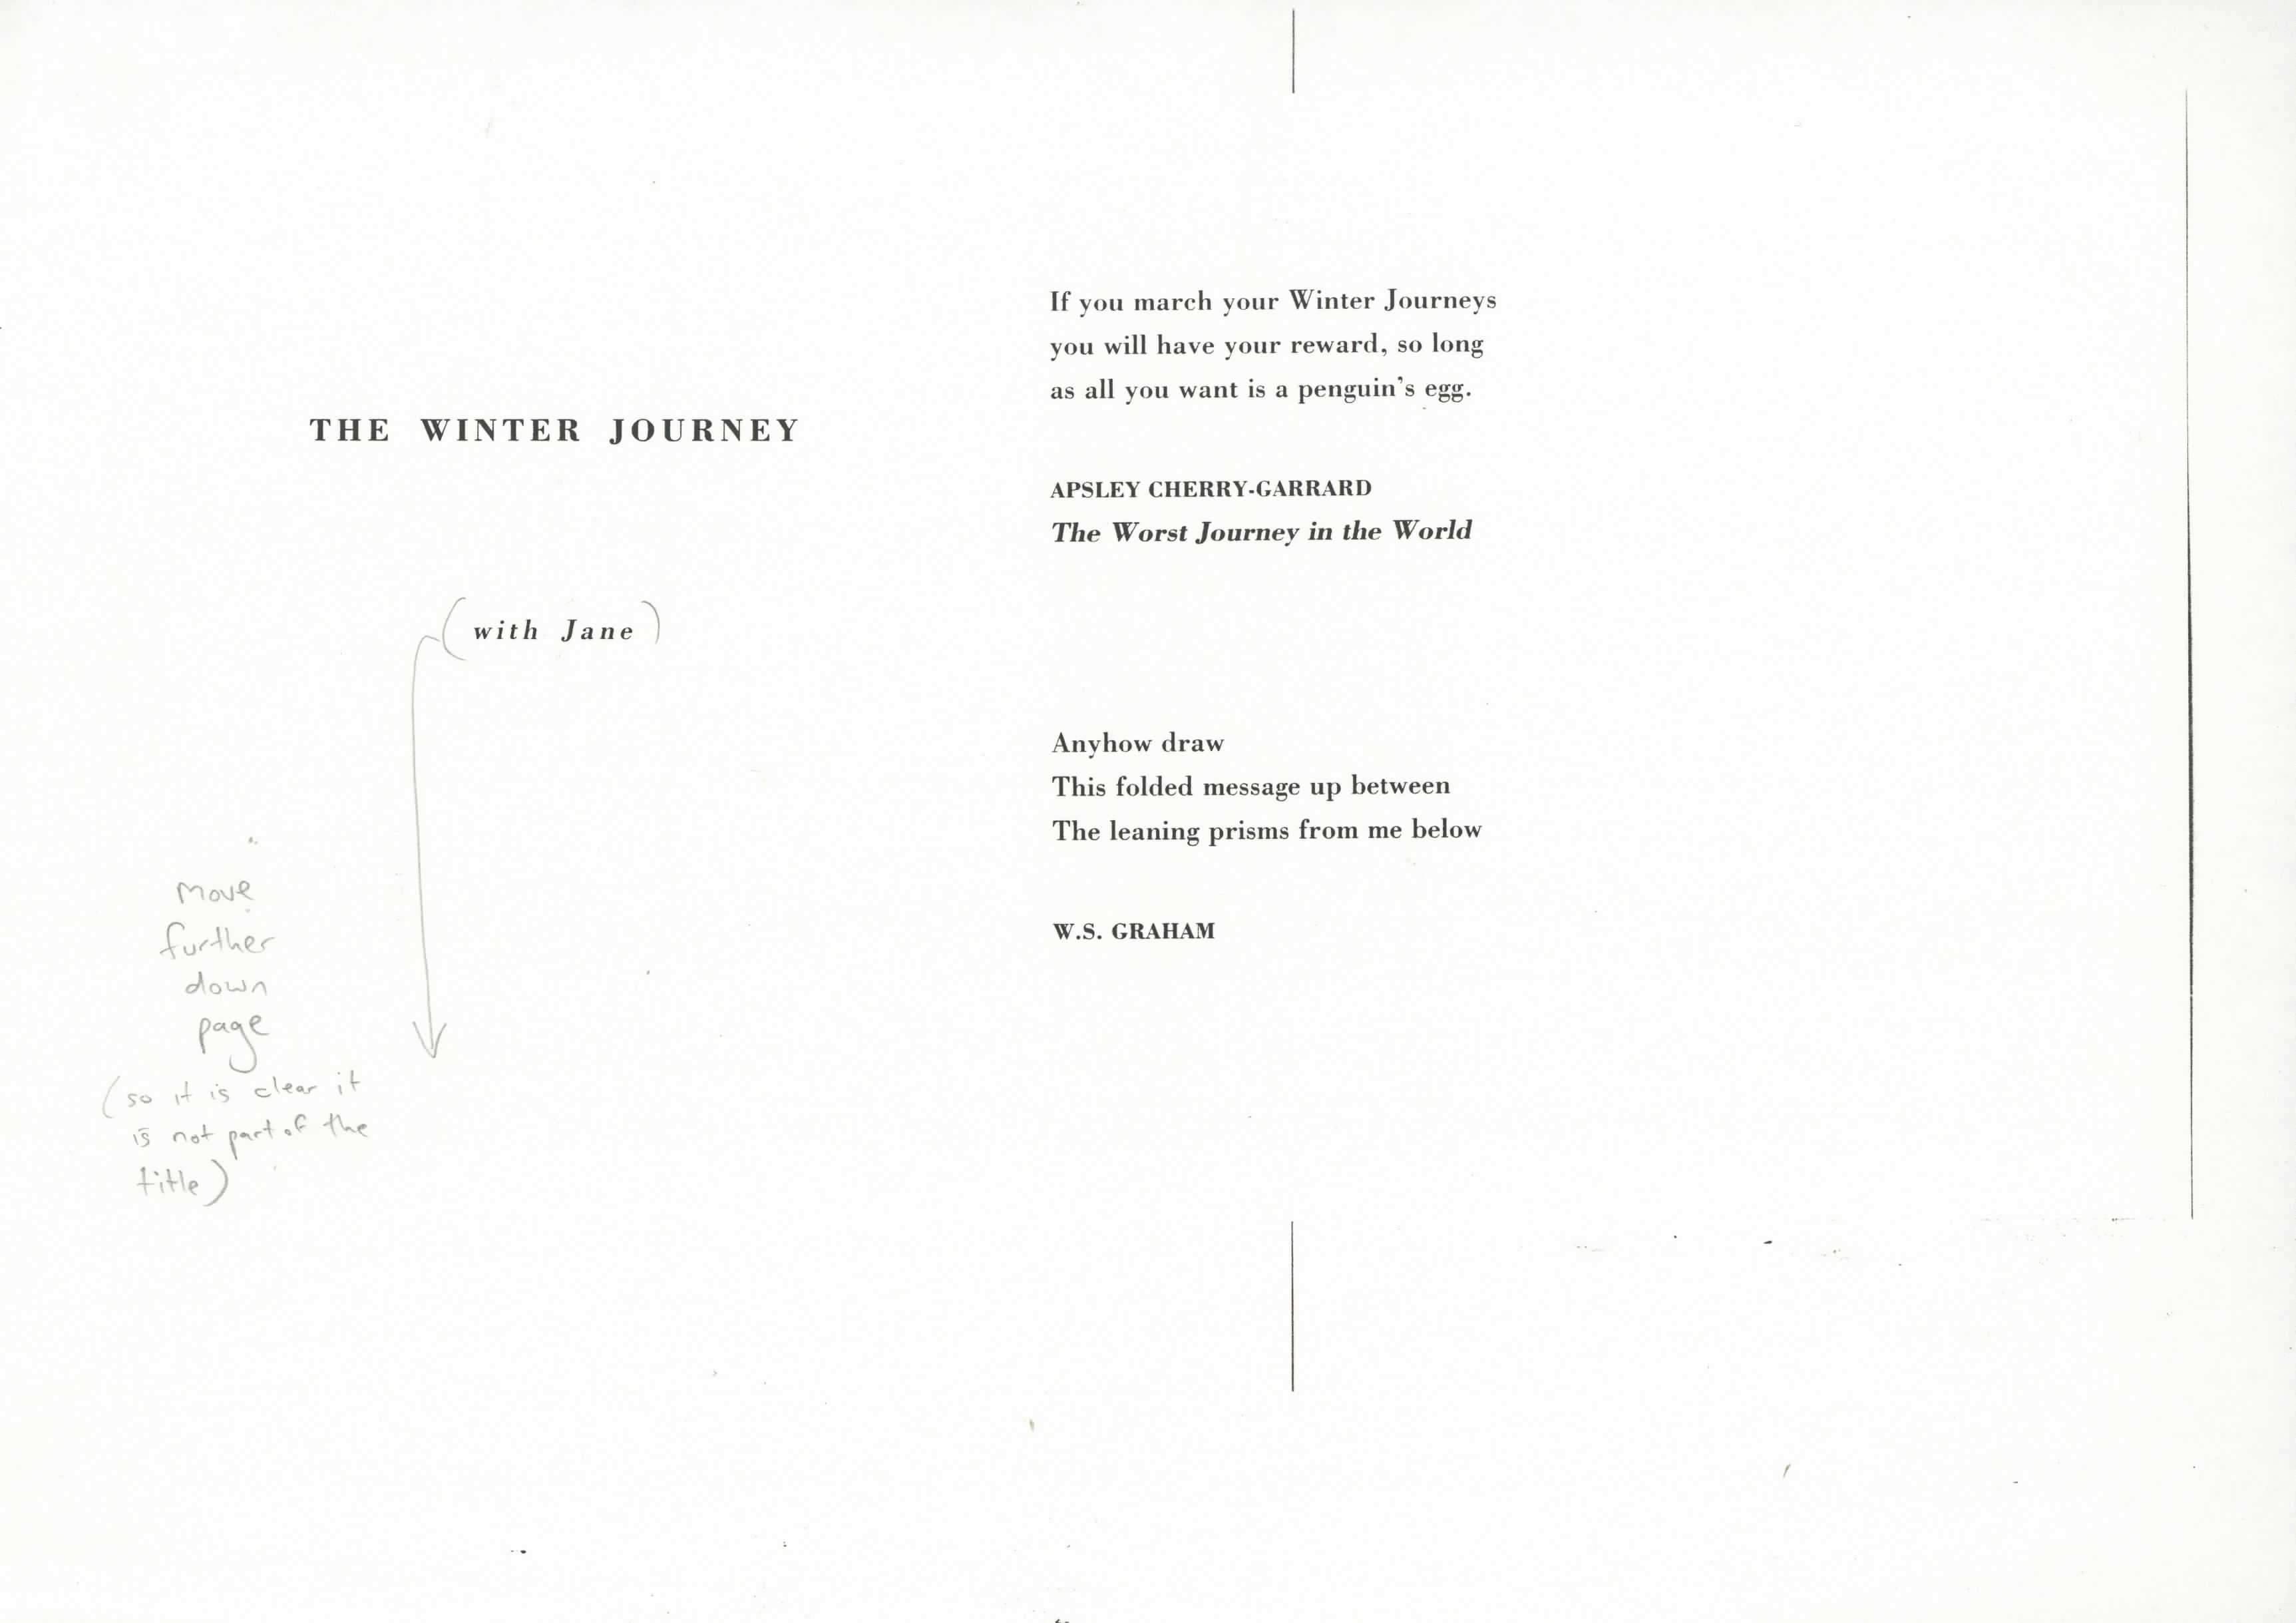 THE WINTER JOURNEY
(with Jane)
Move
further
down
page
(so it is clear it
is not part of the
title)
If you march your Winter Journeys
you will have your reward, so long
as all you want is a penguin's egg.
APSLEY CHERRY-GARRARD
The Worst Journey in the World
Anyhow draw
This folded message up between
The leaning prisms from me below
W.S. GRAHAM